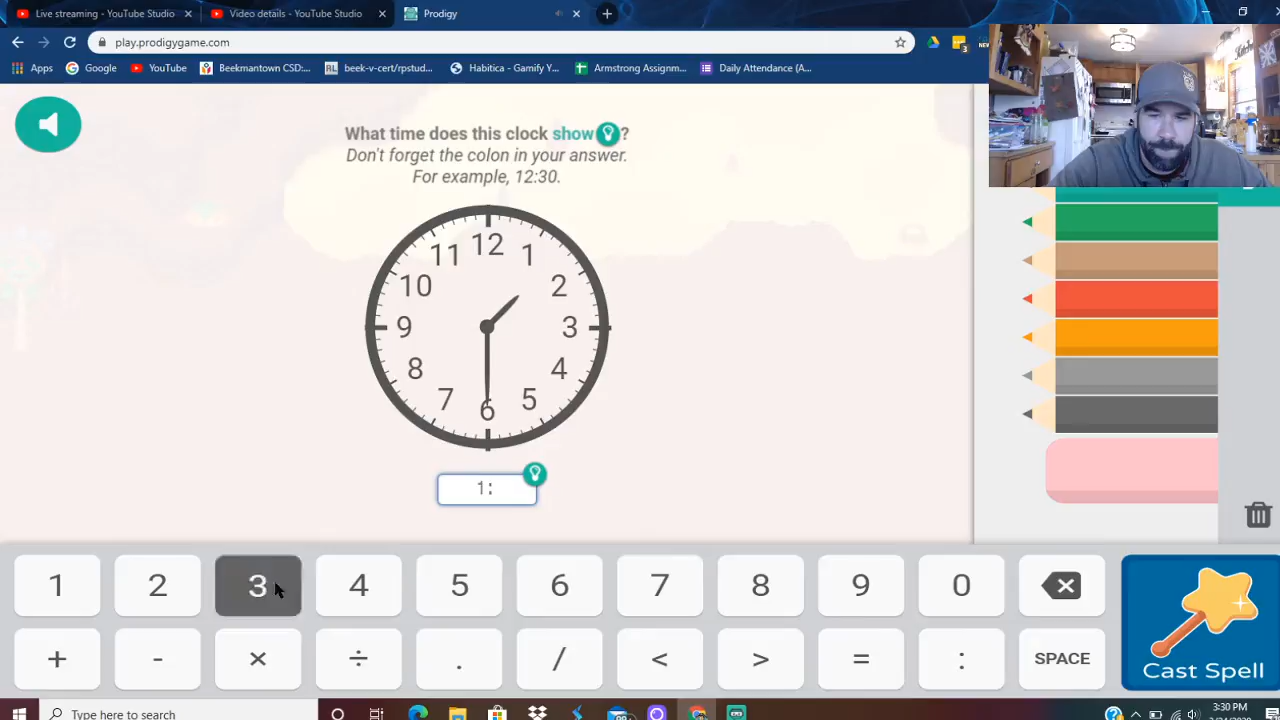 Live streaming - YouTube Studio
Video details - YouTube Studio
Prodigy
play.prodigygame.com
Apps
Google
YouTube
Beekmantown CSD:...
RL beek-v-cert/rpstud...
Habitica - Gamify Y...
Armstrong Assignm...
Daily Attendance (A...
What time does this clock show ?
Don't forget the colon in your answer.
For example, 12:30.
12
11 1
10 2
9 3
8 4
7 5
6
1:
1 2 3 4 5 6 7 8 9 0
+ - × ÷ . / < > = : SPACE
Cast Spell
Type here to search
3:30 PM